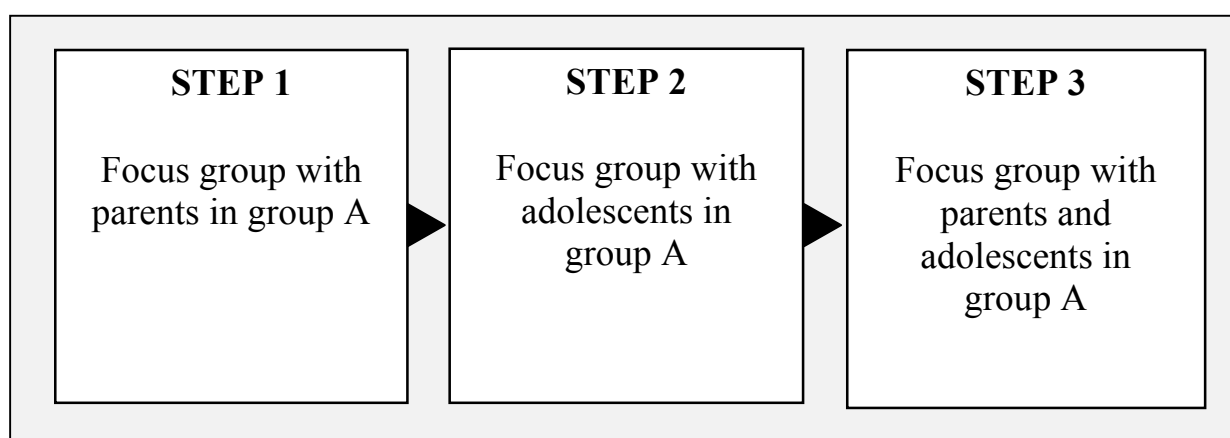 STEP 1
Focus group with
parents in group A
STEP 2
Focus group with
adolescents in
group A
STEP 3
Focus group with
parents and
adolescents in
group A